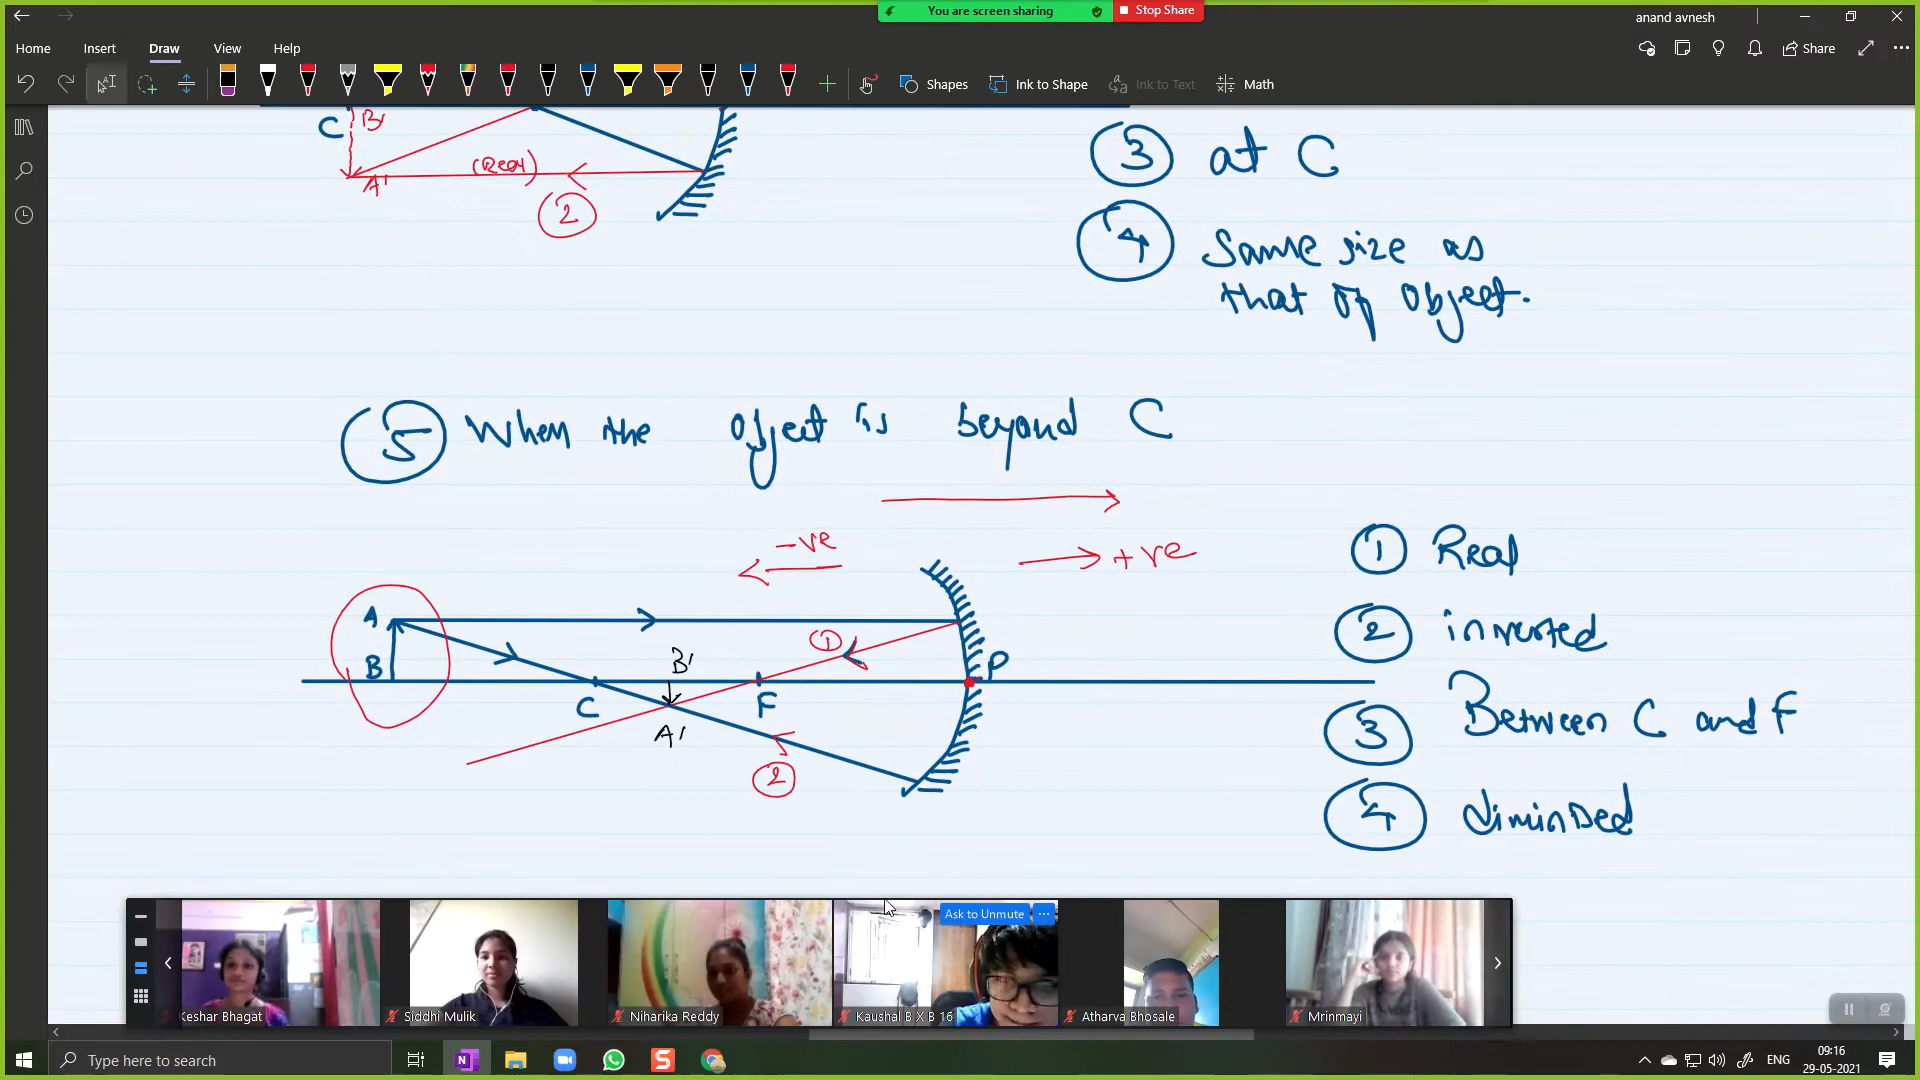 You are screen sharing
Stop Share
anand avnesh
Home Insert Draw View Help
Share
Shapes
Ink to Shape
Ink to Text
Math
C B'
A' (Real)
2
3 at C
4 Same size as
that of object.
5 When the object is beyond C
-ve
+ve
A
B
C
B'
A'
F
P
1
2
1 Real
2 inverted
3 Between C and F
4 diminsed
Ask to Unmute
Keshar Bhagat
Siddhi Mulik
Niharika Reddy
Kaushal B X B 16
Atharva Bhosale
Mrinmayi
Type here to search
ENG
09:16
29-05-2021